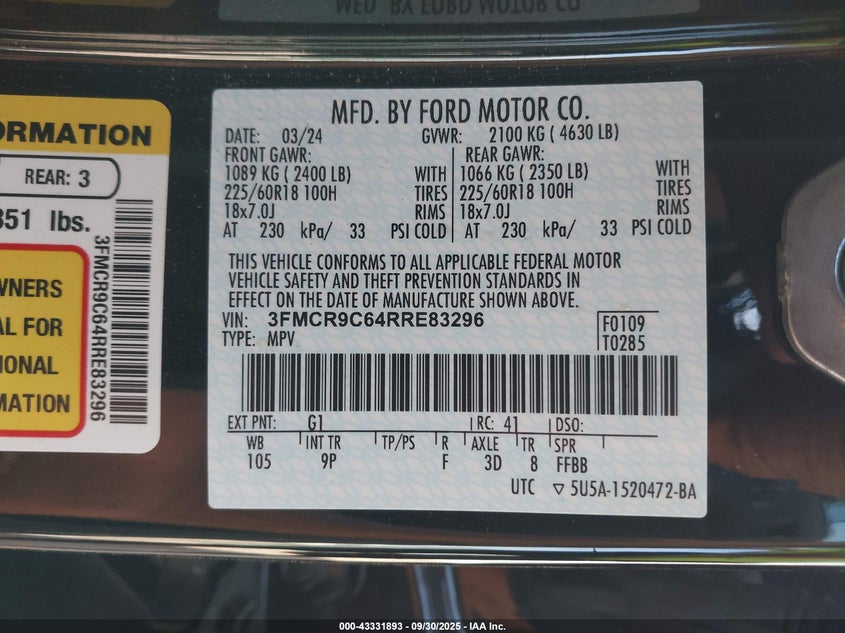 MFD. BY FORD MOTOR CO.
ORMATION
REAR: 3
351 lbs.
WNERS
AL FOR
IONAL
MATION
3FMCR9C64RRE83296
MFD. BY FORD MOTOR CO.
DATE: 03/24 GVWR: 2100 KG ( 4630 LB)
FRONT GAWR: REAR GAWR:
1089 KG ( 2400 LB) WITH 1066 KG ( 2350 LB) WITH
225/60R18 100H TIRES 225/60R18 100H TIRES
18x7.0J RIMS 18x7.0J RIMS
AT 230 kPa/ 33 PSI COLD AT 230 kPa/ 33 PSI COLD
THIS VEHICLE CONFORMS TO ALL APPLICABLE FEDERAL MOTOR
VEHICLE SAFETY AND THEFT PREVENTION STANDARDS IN
EFFECT ON THE DATE OF MANUFACTURE SHOWN ABOVE.
VIN: 3FMCR9C64RRE83296
TYPE: MPV
F0109
T0285
EXT PNT: G1 RC: 41 DSO:
WB INT TR TP/PS R AXLE TR SPR
105 9P F 3D 8 FFBB
UTC ▽ 5U5A-1520472-BA
000-43331893 - 09/30/2025 - IAA Inc.